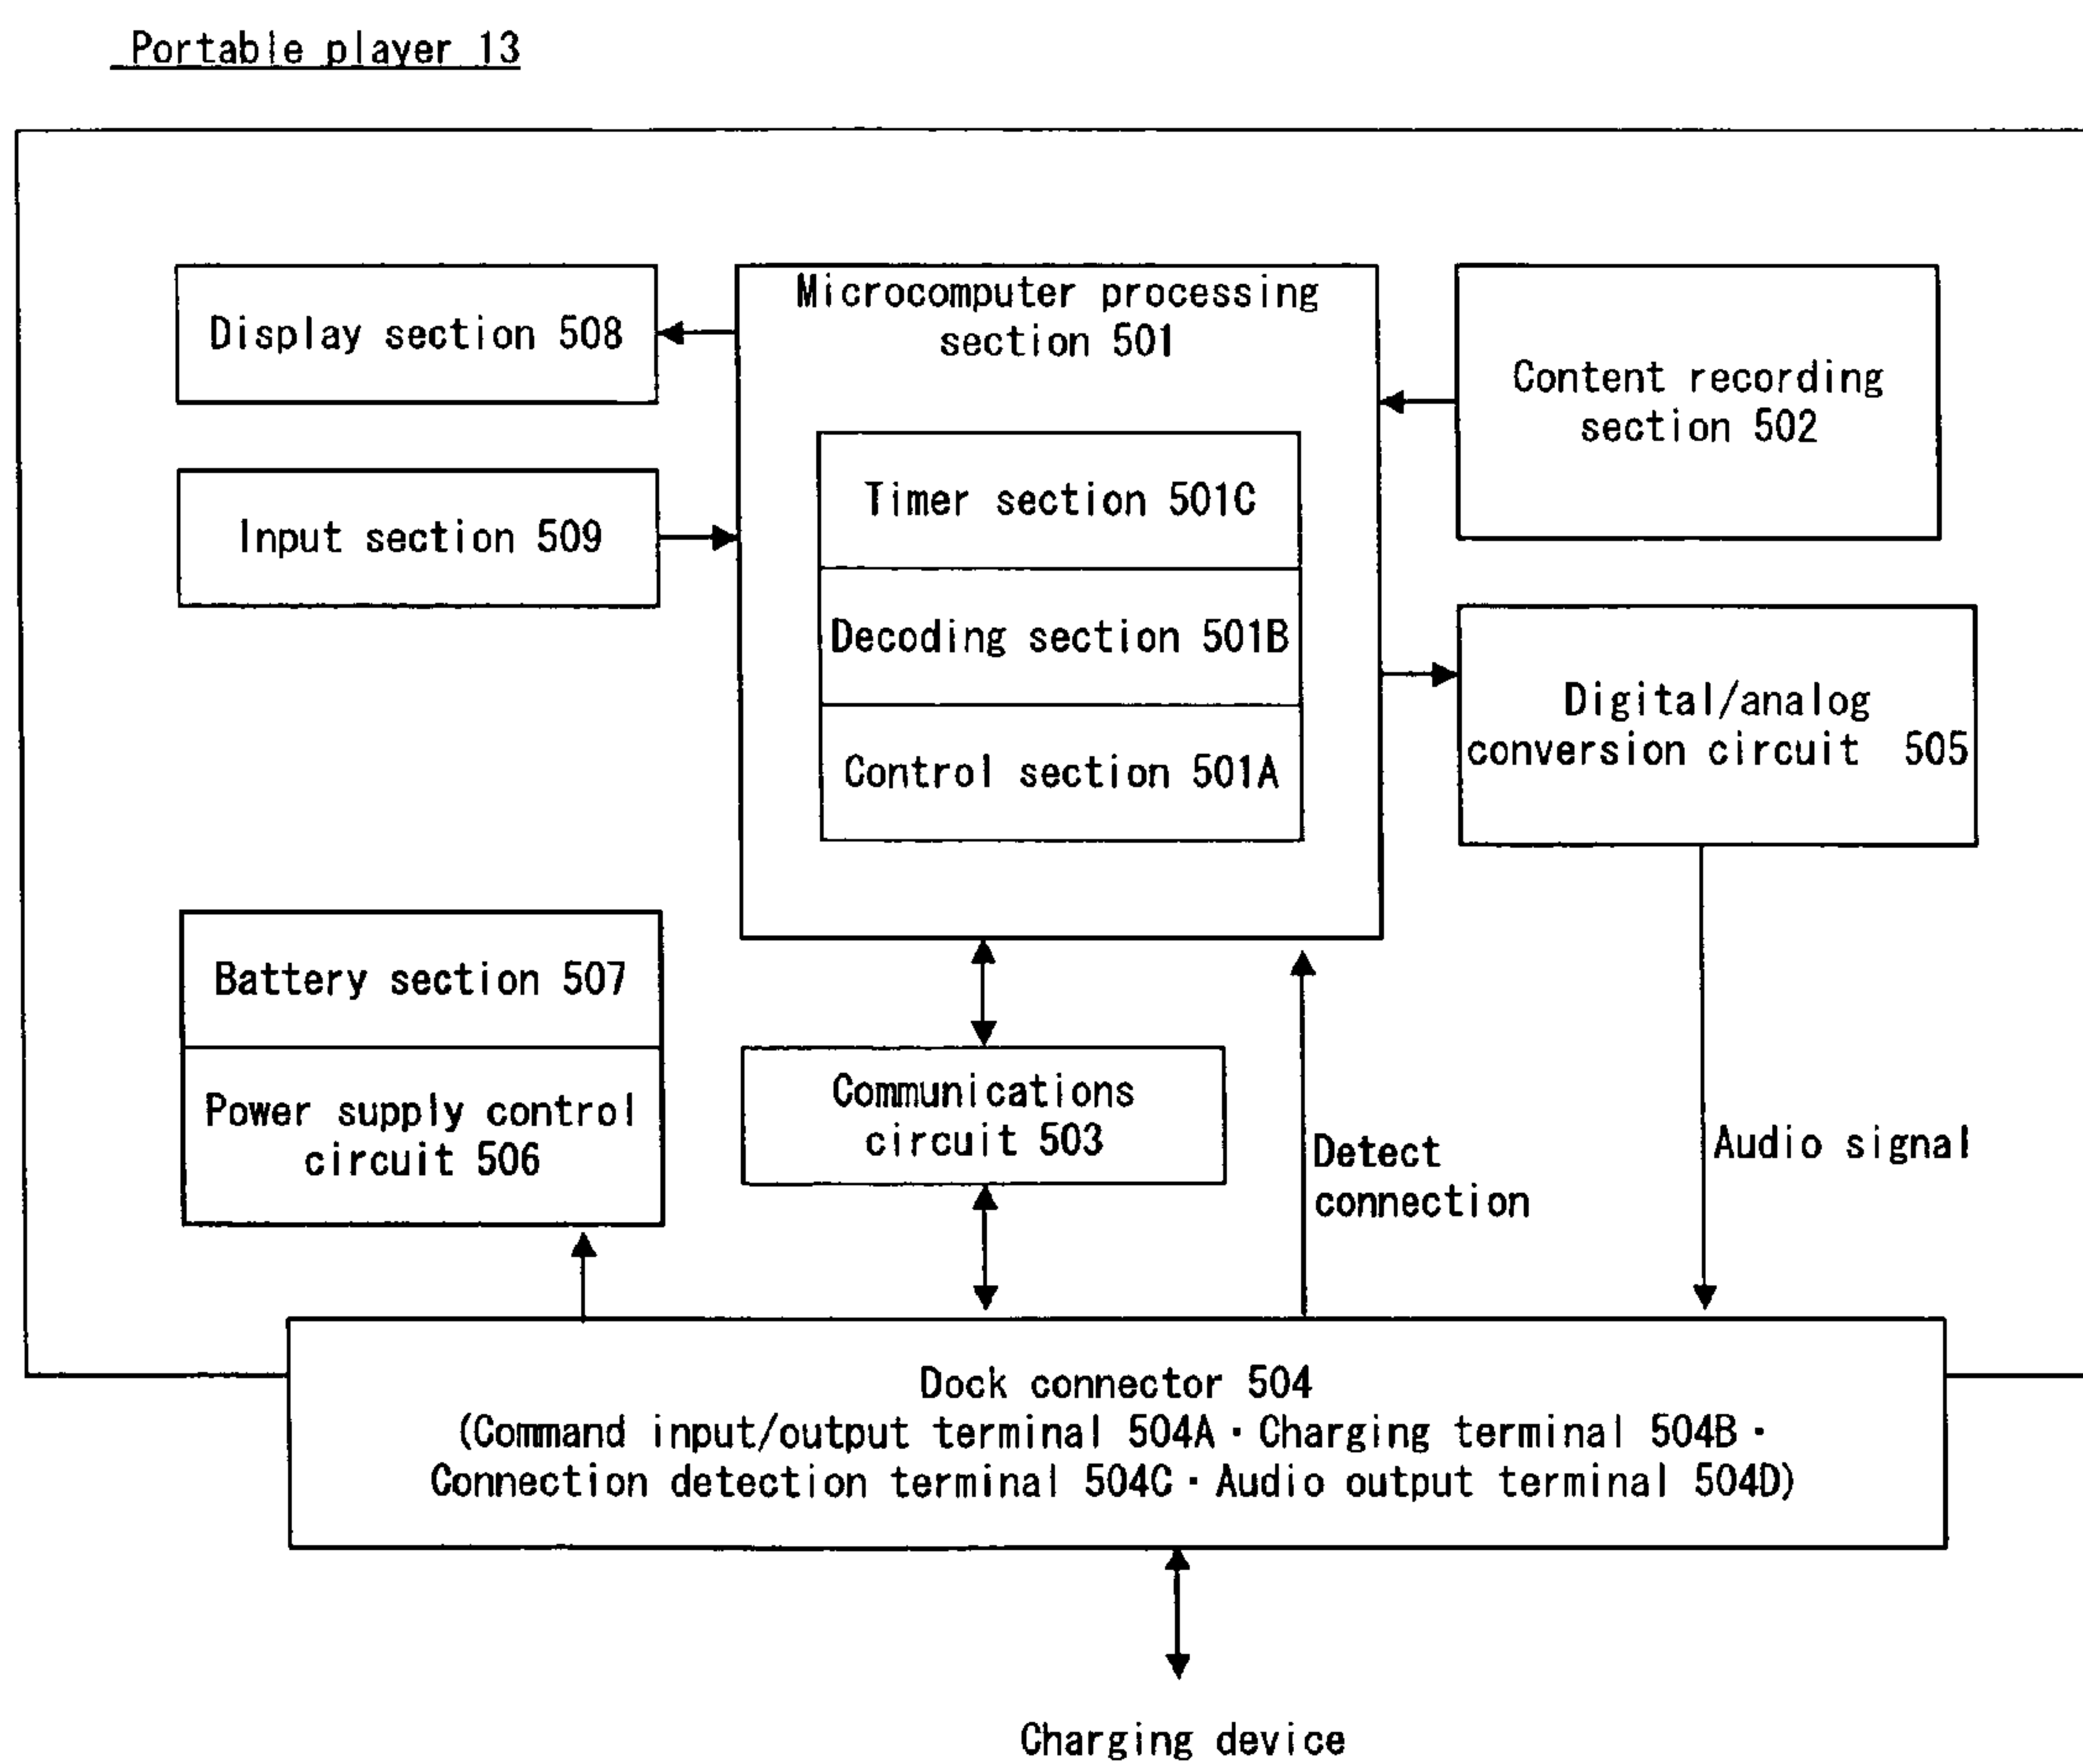 Portable player 13
Display section 508
Microcomputer processing
section 501
Content recording
section 502
Timer section 501C
Input section 509
Decoding section 501B
Digital/analog
conversion circuit 505
Control section 501A
Battery section 507
Power supply control
circuit 506
Communications
circuit 503
Detect
connection
Audio signal
Dock connector 504
(Command input/output terminal 504A・Charging terminal 504B・
Connection detection terminal 504C・Audio output terminal 504D)
Charging device